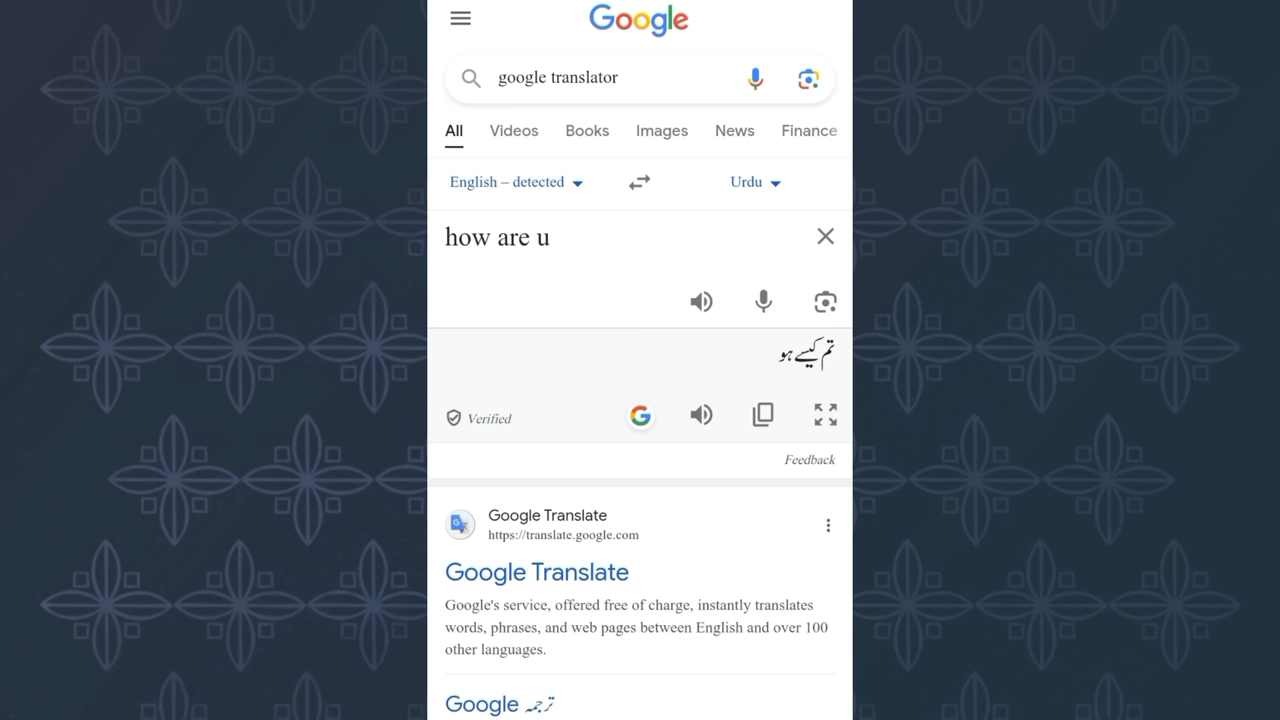 Google
google translator
All Videos Books Images News Finance
English – detected Urdu
how are u
تم کیسے ہو
Verified
Feedback
Google Translate
https://translate.google.com
Google Translate
Google's service, offered free of charge, instantly translates
words, phrases, and web pages between English and over 100
other languages.
Google ترجمہ